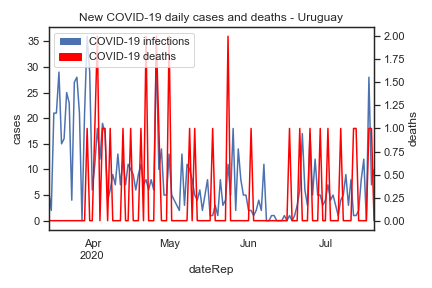 New COVID-19 daily cases and deaths - Uruguay
COVID-19 infections
COVID-19 deaths
35
30
25
20
15
10
5
0
cases
2.00
1.75
1.50
1.25
1.00
0.75
0.50
0.25
0.00
deaths
Apr
2020
May
Jun
Jul
dateRep